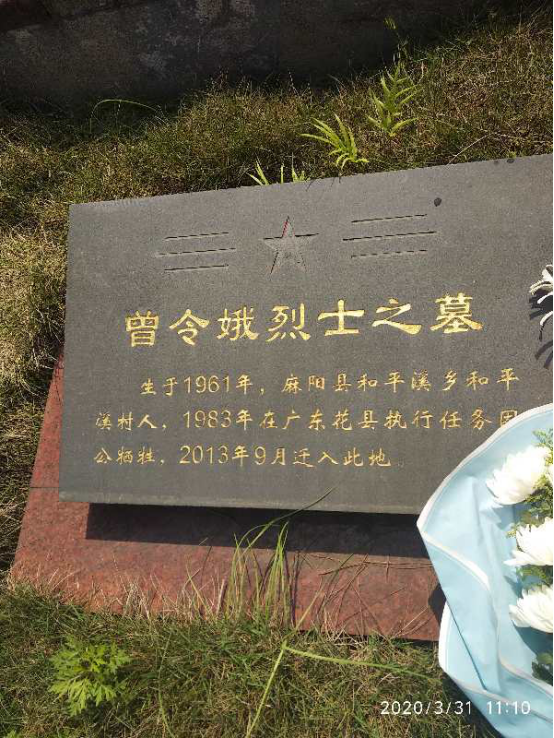 曾令娥烈士之墓
生于1961年，麻阳县和平溪乡和平
溪村人，1983年在广东花县执行任务因
公牺牲，2013年9月迁入此地。
2020/3/31 11:10